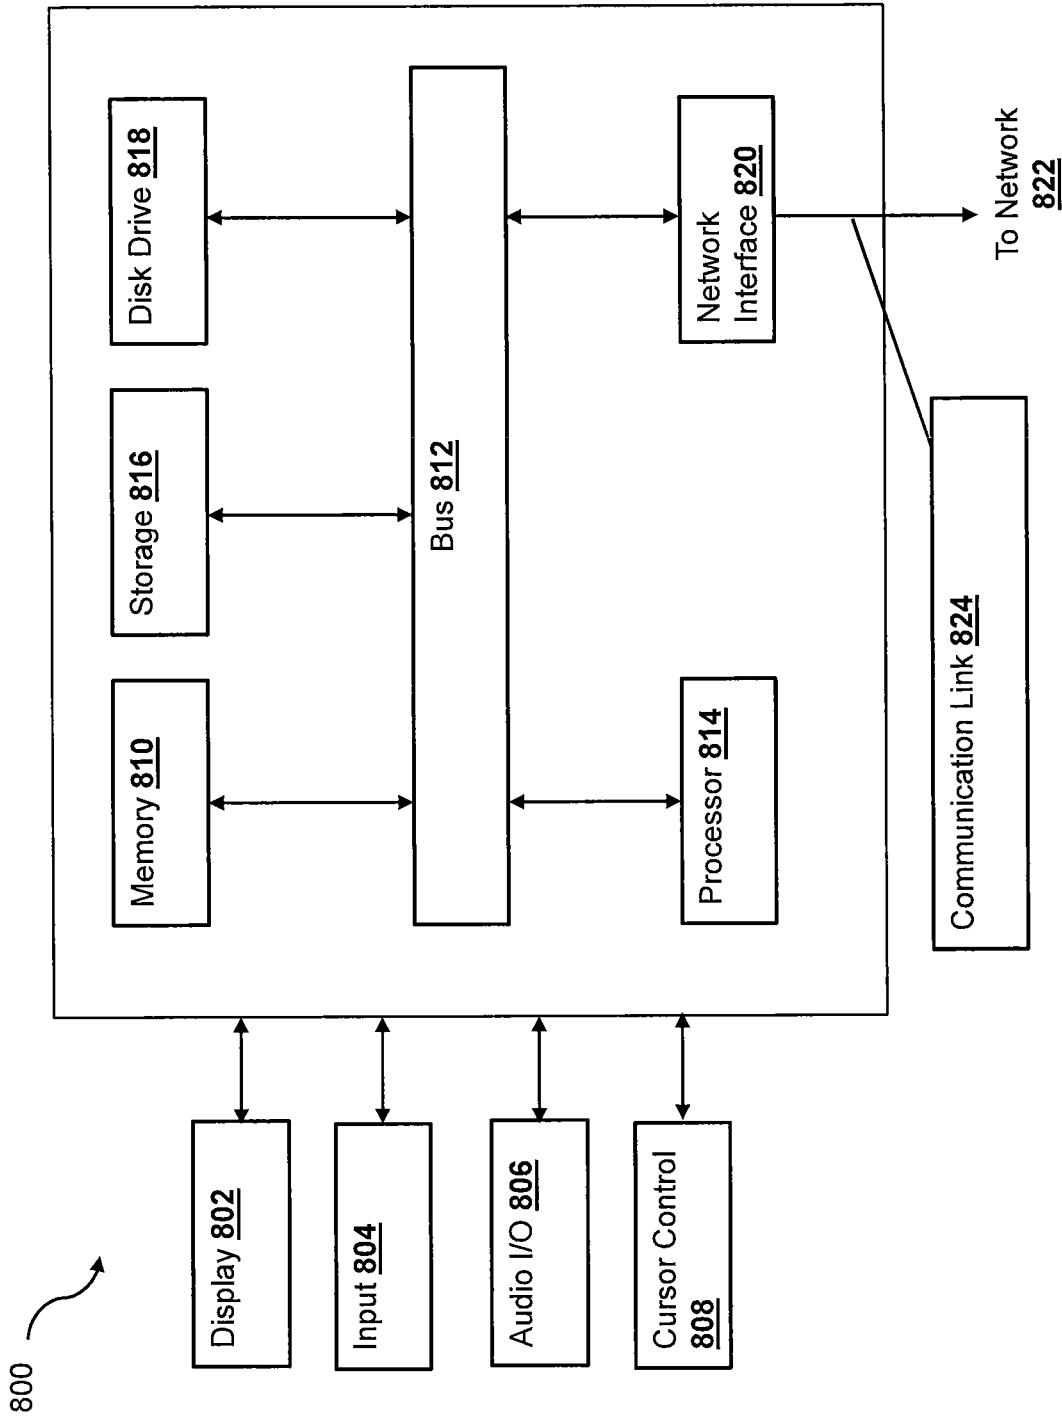 800
Display 802
Input 804
Audio I/O 806
Cursor Control
808
Memory 810
Storage 816
Disk Drive 818
Bus 812
Processor 814
Network
Interface 820
Communication Link 824
To Network
822